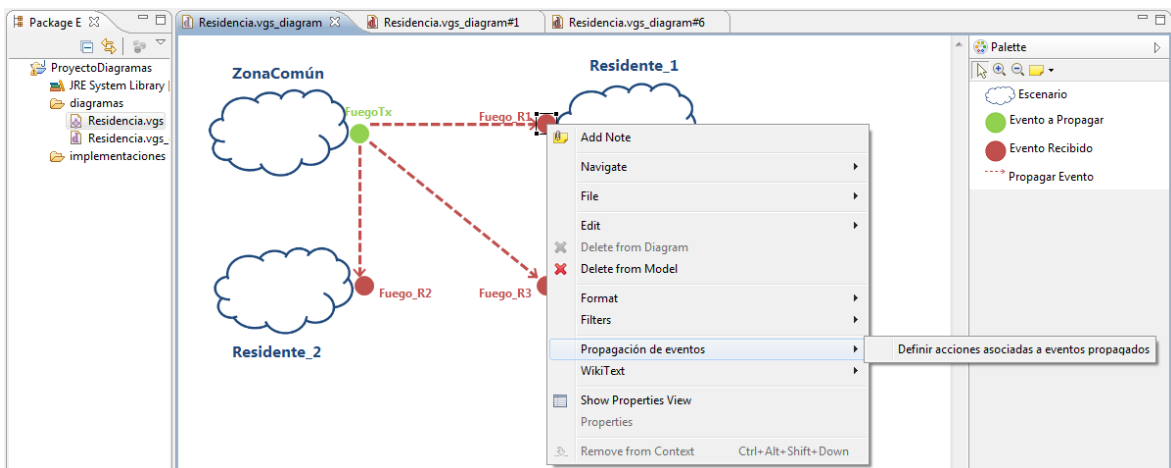 Package E
Residencia.vgs_diagram
Residencia.vgs_diagram#1
Residencia.vgs_diagram#6
ProyectoDiagramas
JRE System Library
diagramas
Residencia.vgs
Residencia.vgs_
implementaciones
ZonaComún
Residente_1
FuegoTx
Fuego_R1
Fuego_R2
Fuego_R3
Residente_2
Add Note
Navigate
File
Edit
Delete from Diagram
Delete from Model
Format
Filters
Propagación de eventos
WikiText
Show Properties View
Properties
Remove from Context Ctrl+Alt+Shift+Down
Definir acciones asociadas a eventos propagados
Palette
Escenario
Evento a Propagar
Evento Recibido
Propagar Evento